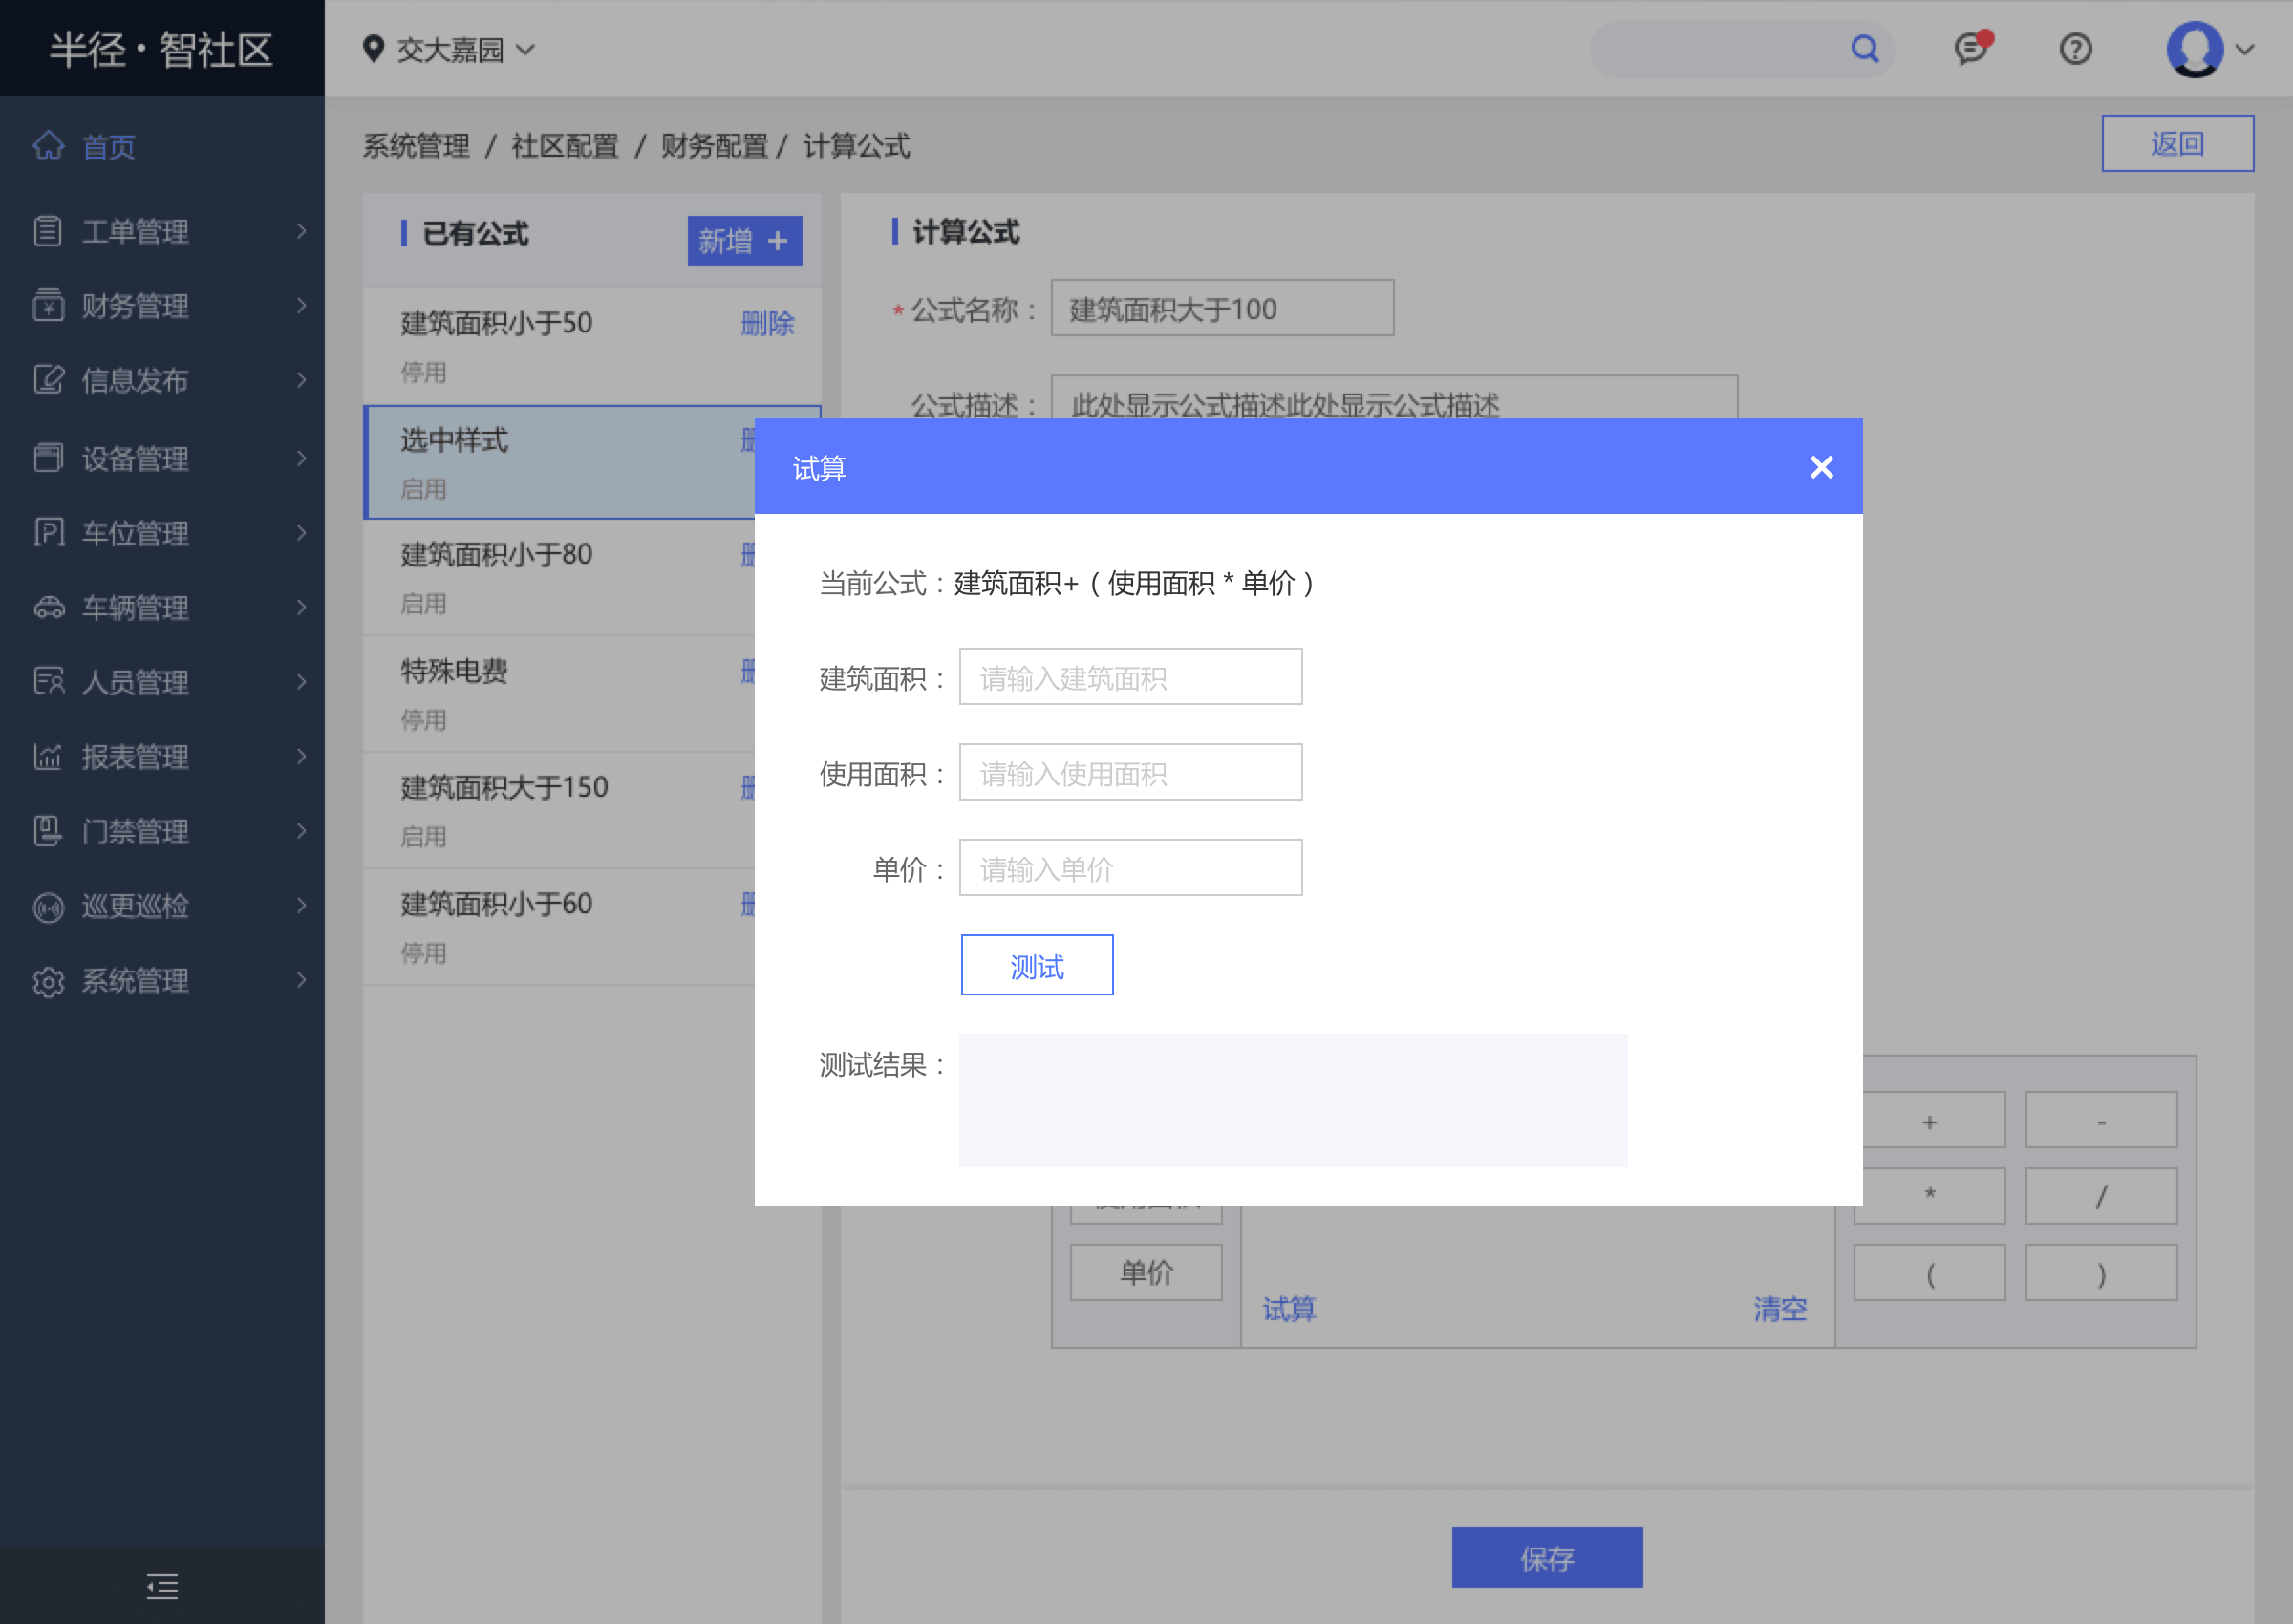 半径·智社区
交大嘉园
首页
工单管理
财务管理
信息发布
设备管理
车位管理
车辆管理
人员管理
报表管理
门禁管理
巡更巡检
系统管理
系统管理 / 社区配置 / 财务配置 / 计算公式
返回
已有公式
新增 +
建筑面积小于50
删除
停用
选中样式
启用
建筑面积小于80
启用
特殊电费
停用
建筑面积大于150
启用
建筑面积小于60
停用
计算公式
* 公式名称：
建筑面积大于100
公式描述：
此处显示公式描述此处显示公式描述
试算
当前公式：建筑面积+（使用面积 * 单价）
建筑面积：
请输入建筑面积
使用面积：
请输入使用面积
单价：
请输入单价
测试
测试结果：
+
-
*
/
单价
(
)
试算
清空
保存